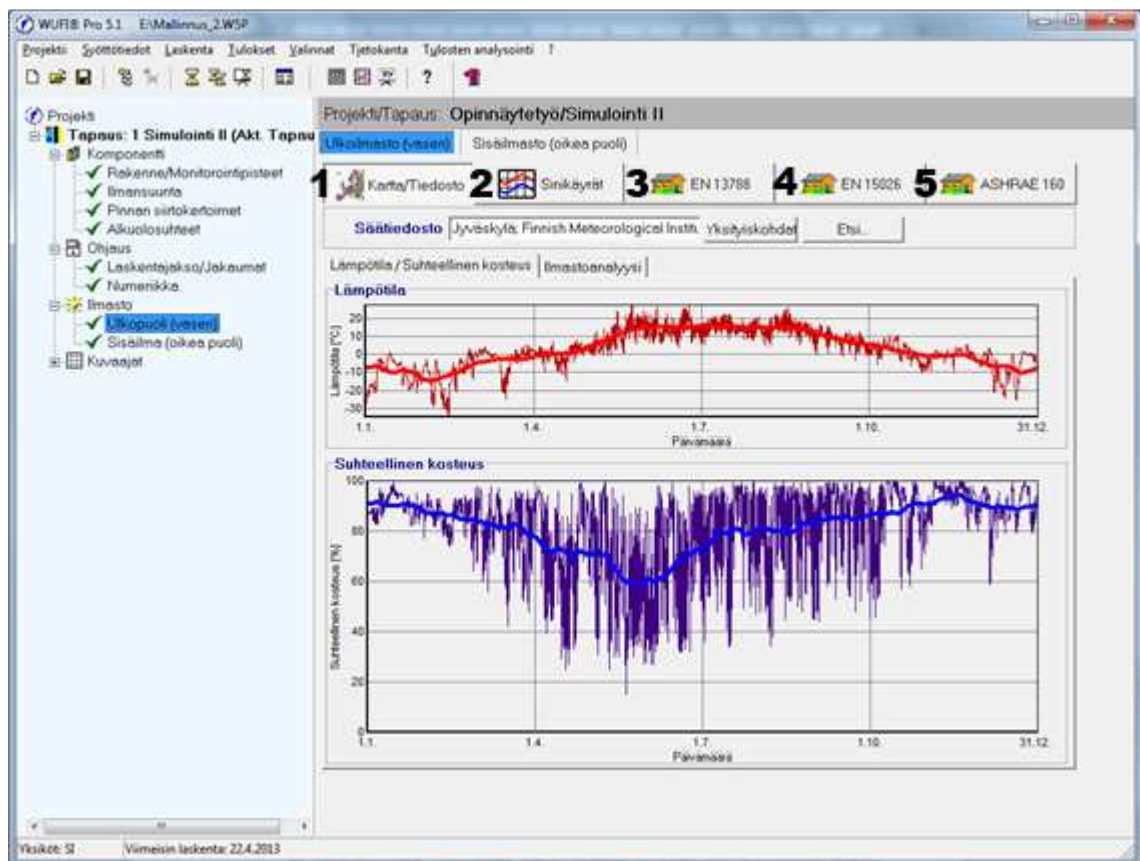 WUFI® Pro 5.1 E:\Mallinnus_2.W5P
Projekti Syöttötiedot Laskenta Tulokset Valinnat Tietokanta Tulosten analysointi ?
Projekti
Tapaus: 1 Simulointi II (Akt. Tapau
Komponentti
Rakenne/Monitorointipisteet
Ilmansuunta
Pinnan siirtokertoimet
Alkuolosuhteet
Ohjaus
Laskentajakso/Jakaumat
Numeriikka
Ilmasto
Ulkopuoli (vasen)
Sisäilma (oikea puoli)
Kuvaajat
Projekti/Tapaus: Opinnäytetyö/Simulointi II
Ulkoilmasto (vasen) Sisäilmasto (oikea puoli)
1 Kartta/Tiedosto 2 Sinikäyrät 3 EN 13788 4 EN 15026 5 ASHRAE 160
Säätiedosto Jyväskylä; Finnish Meteorological Instit. Yksityiskohdat Etsi...
Lämpötila / Suhteellinen kosteus Ilmastoanalyysi
Lämpötila
Lämpötila [°C]
20
10
0
-10
-20
-30
1.1. 1.4. 1.7. 1.10. 31.12.
Päivämäärä
Suhteellinen kosteus
Suhteellinen kosteus [%]
100
80
60
40
20
0
1.1. 1.4. 1.7. 1.10. 31.12.
Päivämäärä
Yksiköt: SI Viimeisin laskenta: 22.4.2013